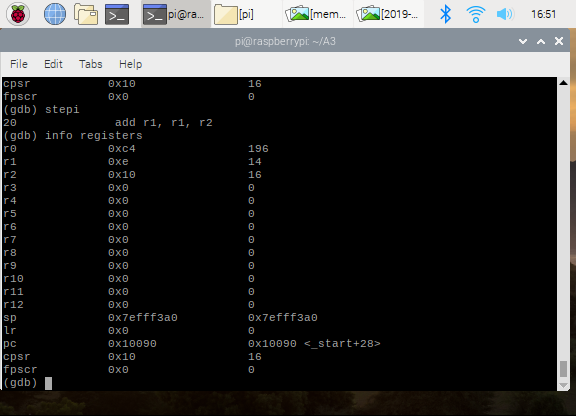 pi@ra...
[pi]
[mem...
[2019-...
16:51
pi@raspberrypi: ~/A3
File Edit Tabs Help
cpsr 0x10 16
fpscr 0x0 0
(gdb) stepi
20 add r1, r1, r2
(gdb) info registers
r0 0xc4 196
r1 0xe 14
r2 0x10 16
r3 0x0 0
r4 0x0 0
r5 0x0 0
r6 0x0 0
r7 0x0 0
r8 0x0 0
r9 0x0 0
r10 0x0 0
r11 0x0 0
r12 0x0 0
sp 0x7efff3a0 0x7efff3a0
lr 0x0 0
pc 0x10090 0x10090 <_start+28>
cpsr 0x10 16
fpscr 0x0 0
(gdb)